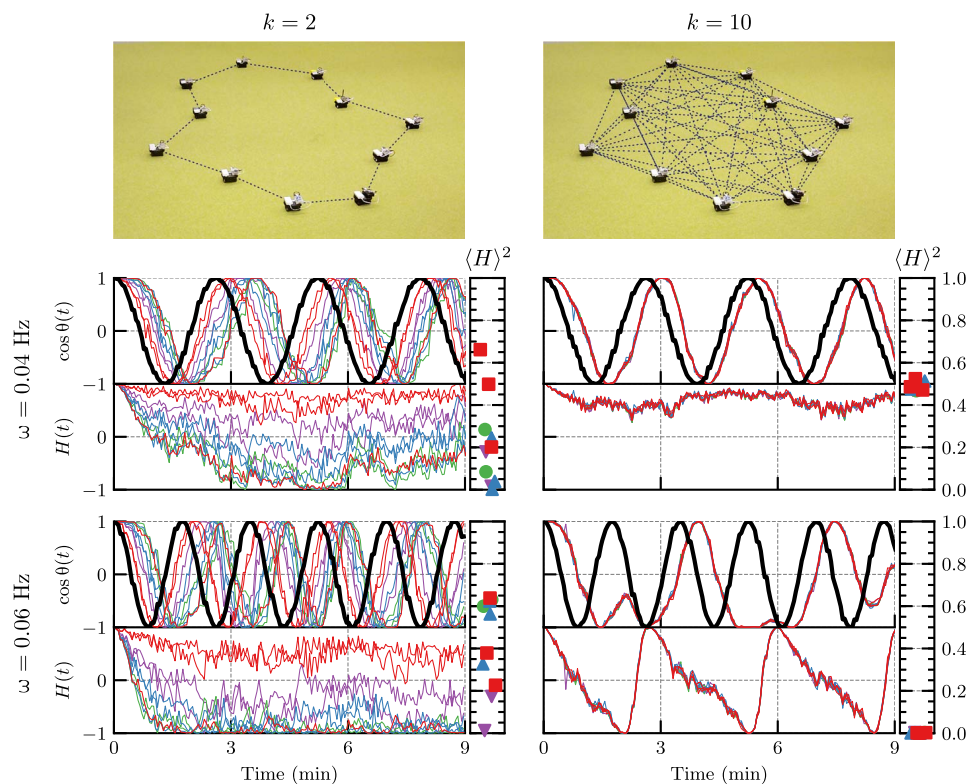 k = 2
k = 10
⟨H⟩²
⟨H⟩²
ω = 0.04 Hz
cos θ(t)
1
0
−1
H(t)
0
−1
1.0
0.8
0.6
0.4
0.2
0.0
ω = 0.06 Hz
cos θ(t)
1
0
−1
H(t)
0
−1
1.0
0.8
0.6
0.4
0.2
0.0
0 3 6 9
0 3 6 9
Time (min)
Time (min)